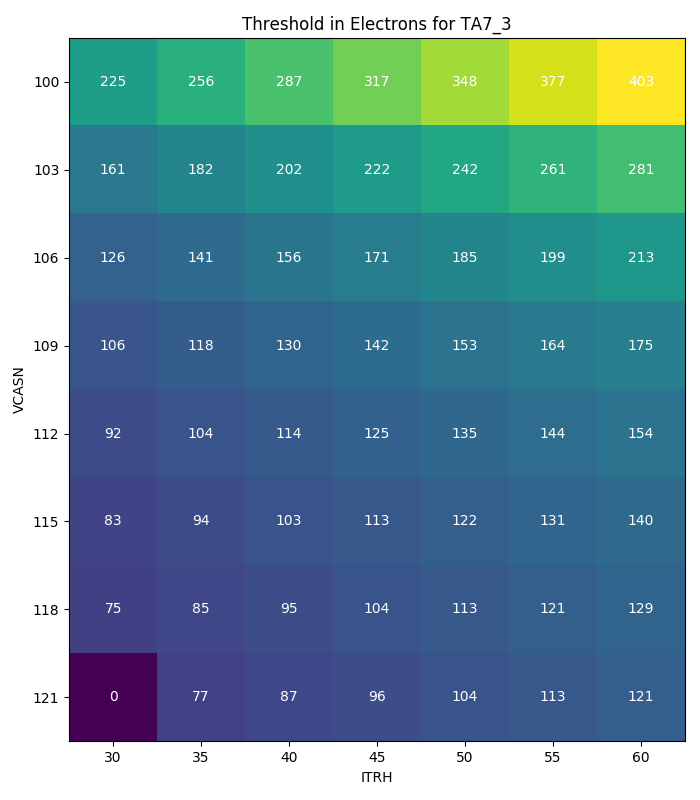 Threshold in Electrons for TA7_3
100 225 256 287 317 348 377 403
103 161 182 202 222 242 261 281
106 126 141 156 171 185 199 213
109 106 118 130 142 153 164 175
VCASN
112 92 104 114 125 135 144 154
115 83 94 103 113 122 131 140
118 75 85 95 104 113 121 129
121 0 77 87 96 104 113 121
30 35 40 45 50 55 60
ITRH